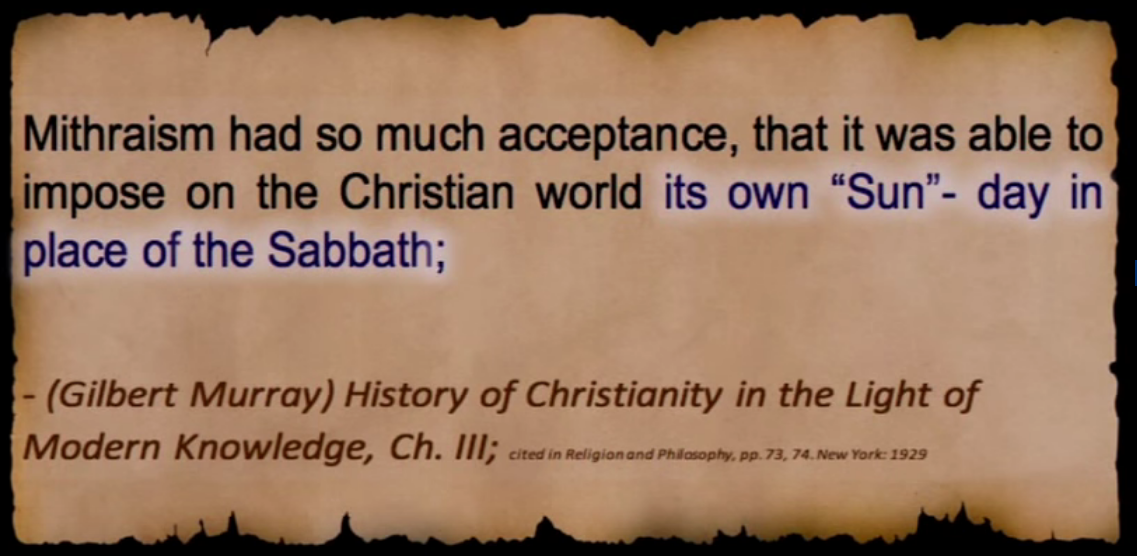 Mithraism had so much acceptance, that it was able to
impose on the Christian world its own “Sun”- day in
place of the Sabbath;
- (Gilbert Murray) History of Christianity in the Light of
Modern Knowledge, Ch. III; cited in Religion and Philosophy, pp. 73, 74. New York: 1929